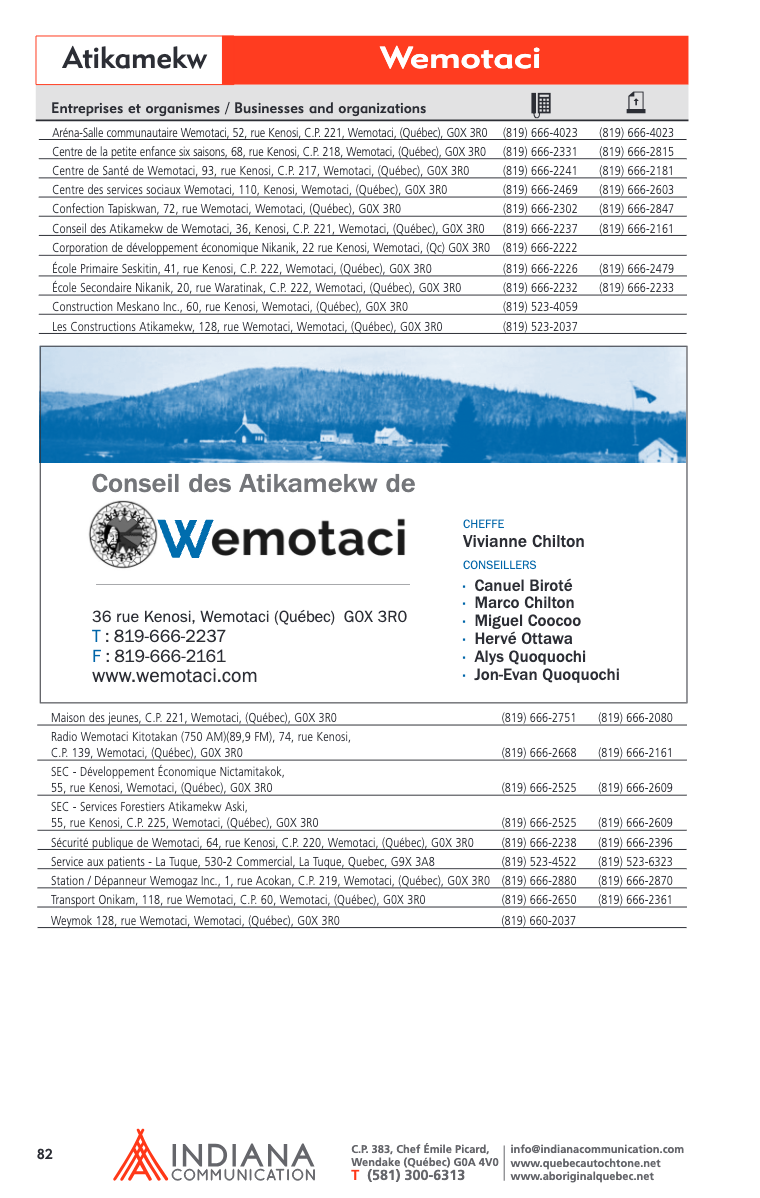 Atikamekw
Wemotaci
Entreprises et organismes / Businesses and organizations
Aréna-Salle communautaire Wemotaci, 52, rue Kenosi, C.P. 221, Wemotaci, (Québec), G0X 3R0 (819) 666-4023 (819) 666-4023
Centre de la petite enfance six saisons, 68, rue Kenosi, C.P. 218, Wemotaci, (Québec), G0X 3R0 (819) 666-2331 (819) 666-2815
Centre de Santé de Wemotaci, 93, rue Kenosi, C.P. 217, Wemotaci, (Québec), G0X 3R0 (819) 666-2241 (819) 666-2181
Centre des services sociaux Wemotaci, 110, Kenosi, Wemotaci, (Québec), G0X 3R0 (819) 666-2469 (819) 666-2603
Confection Tapiskwan, 72, rue Wemotaci, Wemotaci, (Québec), G0X 3R0 (819) 666-2302 (819) 666-2847
Conseil des Atikamekw de Wemotaci, 36, Kenosi, C.P. 221, Wemotaci, (Québec), G0X 3R0 (819) 666-2237 (819) 666-2161
Corporation de développement économique Nikanik, 22 rue Kenosi, Wemotaci, (Qc) G0X 3R0 (819) 666-2222
École Primaire Seskitin, 41, rue Kenosi, C.P. 222, Wemotaci, (Québec), G0X 3R0 (819) 666-2226 (819) 666-2479
École Secondaire Nikanik, 20, rue Waratinak, C.P. 222, Wemotaci, (Québec), G0X 3R0 (819) 666-2232 (819) 666-2233
Construction Meskano Inc., 60, rue Kenosi, Wemotaci, (Québec), G0X 3R0 (819) 523-4059
Les Constructions Atikamekw, 128, rue Wemotaci, Wemotaci, (Québec), G0X 3R0 (819) 523-2037
Conseil des Atikamekw de
Wemotaci
36 rue Kenosi, Wemotaci (Québec) G0X 3R0
T : 819-666-2237
F : 819-666-2161
www.wemotaci.com
CHEFFE
Vivianne Chilton
CONSEILLERS
· Canuel Biroté
· Marco Chilton
· Miguel Coocoo
· Hervé Ottawa
· Alys Quoquochi
· Jon-Evan Quoquochi
Maison des jeunes, C.P. 221, Wemotaci, (Québec), G0X 3R0 (819) 666-2751 (819) 666-2080
Radio Wemotaci Kitotakan (750 AM)(89,9 FM), 74, rue Kenosi,
C.P. 139, Wemotaci, (Québec), G0X 3R0 (819) 666-2668 (819) 666-2161
SEC - Développement Économique Nictamitakok,
55, rue Kenosi, Wemotaci, (Québec), G0X 3R0 (819) 666-2525 (819) 666-2609
SEC - Services Forestiers Atikamekw Aski,
55, rue Kenosi, C.P. 225, Wemotaci, (Québec), G0X 3R0 (819) 666-2525 (819) 666-2609
Sécurité publique de Wemotaci, 64, rue Kenosi, C.P. 220, Wemotaci, (Québec), G0X 3R0 (819) 666-2238 (819) 666-2396
Service aux patients - La Tuque, 530-2 Commercial, La Tuque, Quebec, G9X 3A8 (819) 523-4522 (819) 523-6323
Station / Dépanneur Wemogaz Inc., 1, rue Acokan, C.P. 219, Wemotaci, (Québec), G0X 3R0 (819) 666-2880 (819) 666-2870
Transport Onikam, 118, rue Wemotaci, C.P. 60, Wemotaci, (Québec), G0X 3R0 (819) 666-2650 (819) 666-2361
Weymok 128, rue Wemotaci, Wemotaci, (Québec), G0X 3R0 (819) 660-2037
82
INDIANA
COMMUNICATION
C.P. 383, Chef Émile Picard,
Wendake (Québec) G0A 4V0
T (581) 300-6313
info@indianacommunication.com
www.quebecautochtone.net
www.aboriginalquebec.net